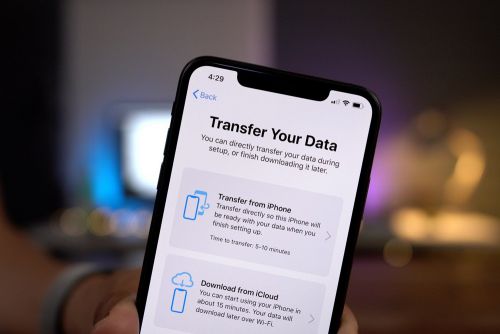 4:29
Back
Transfer Your Data
You can directly transfer your data during
setup, or finish downloading it later.
Transfer from iPhone
Transfer directly so this iPhone will
be ready with your data when you
finish setting up.
Time to transfer: 5-10 minutes
Download from iCloud
You can start using your iPhone in
about 15 minutes. Your data will
download later over Wi-Fi.